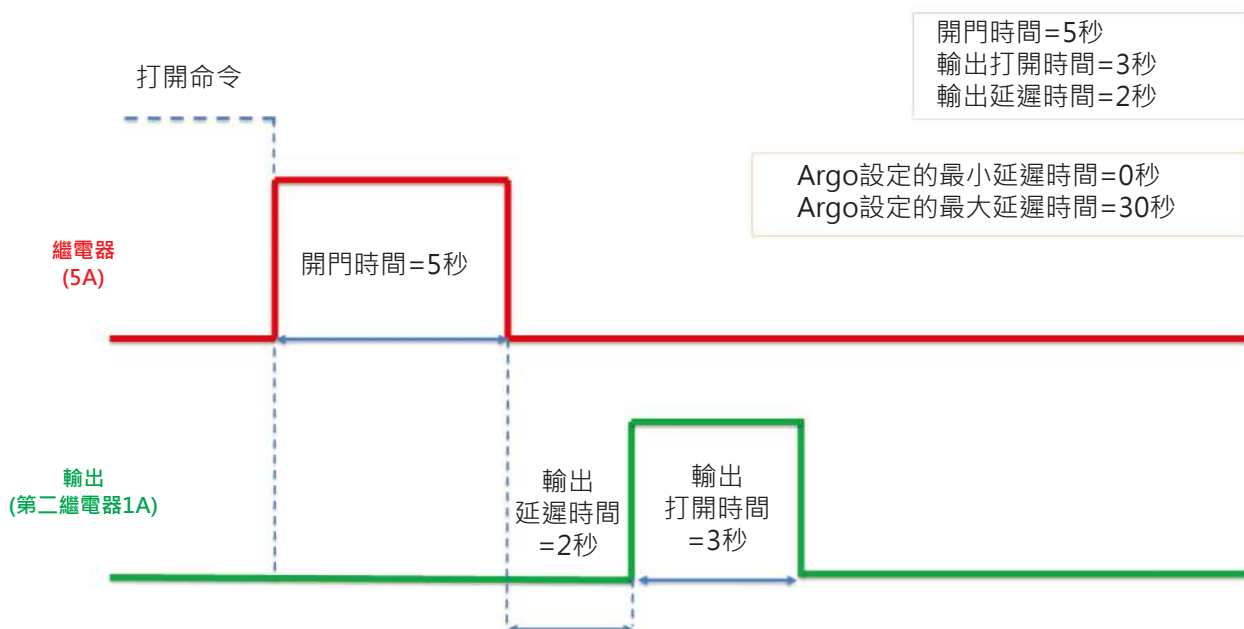 開門時間=5秒
輸出打開時間=3秒
輸出延遲時間=2秒
打開命令
Argo設定的最小延遲時間=0秒
Argo設定的最大延遲時間=30秒
繼電器
(5A)
開門時間=5秒
輸出
(第二繼電器1A)
輸出
延遲時間
=2秒
輸出
打開時間
=3秒